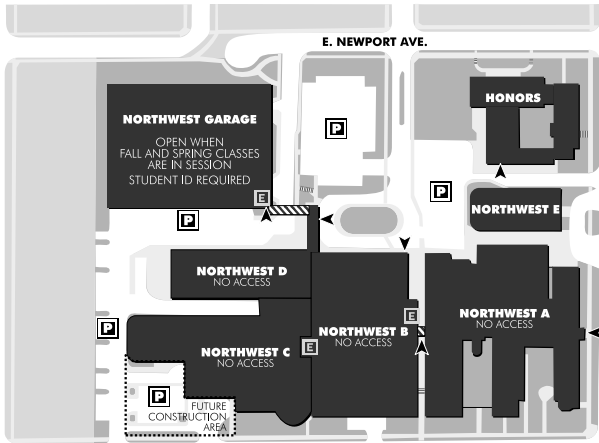 E. NEWPORT AVE.
NORTHWEST GARAGE
OPEN WHEN
FALL AND SPRING CLASSES
ARE IN SESSION
STUDENT ID REQUIRED
E
P
P
P
HONORS
NORTHWEST E
NORTHWEST D
NO ACCESS
NORTHWEST C
NO ACCESS
E
NORTHWEST B
NO ACCESS
E
NORTHWEST A
NO ACCESS
P
P
FUTURE
CONSTRUCTION
AREA